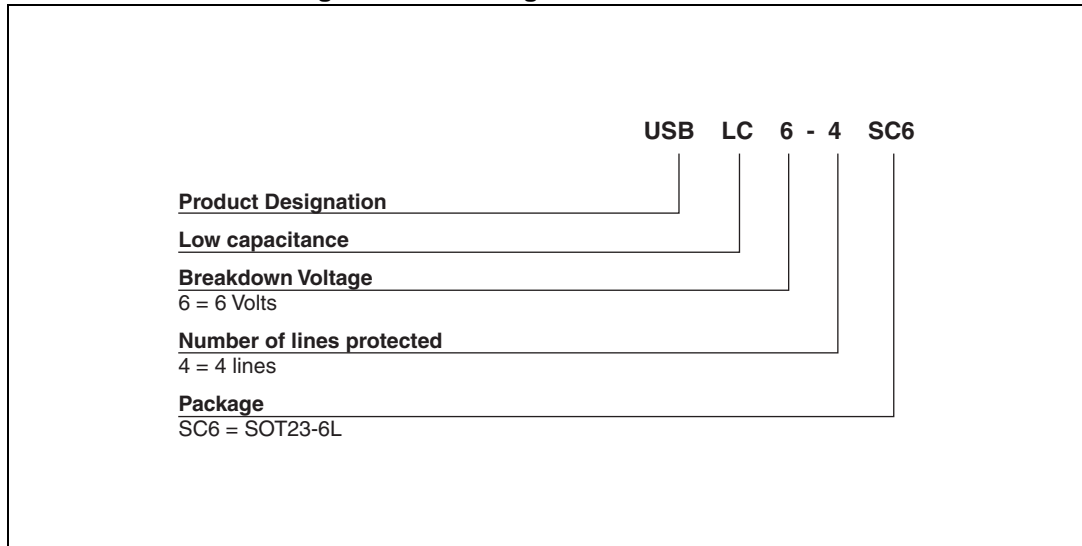 USB LC 6 - 4 SC6
Product Designation
Low capacitance
Breakdown Voltage
6 = 6 Volts
Number of lines protected
4 = 4 lines
Package
SC6 = SOT23-6L